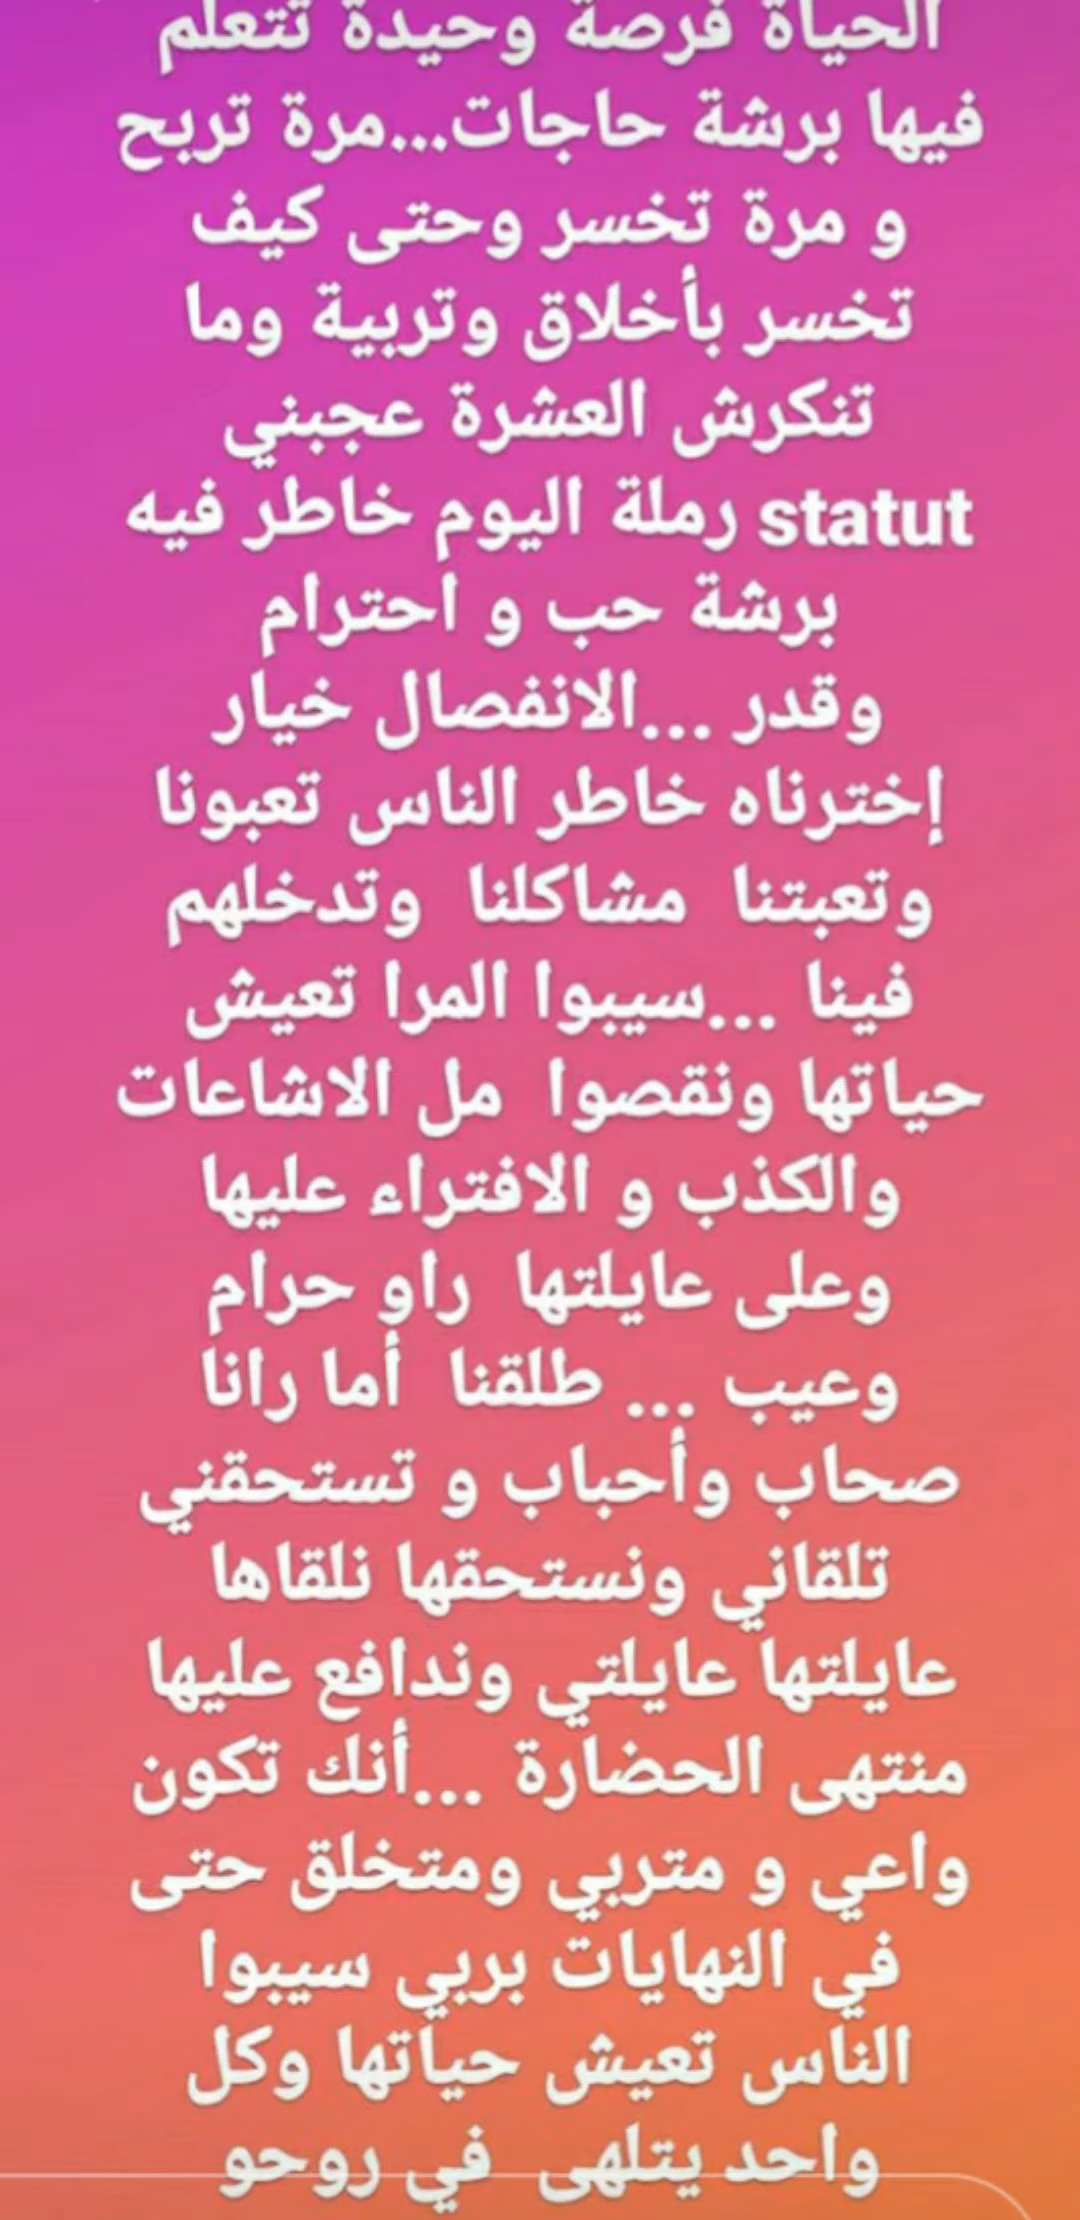 الحياة فرصة وحيدة تتعلم
فيها برشة حاجات...مرة تربح
و مرة تخسر وحتى كيف
تخسر بأخلاق وتربية وما
تنكرش العشرة عجبني
statut رملة اليوم خاطر فيه
برشة حب و احترام
وقدر ...الانفصال خيار
إخترناه خاطر الناس تعبونا
وتعبتنا مشاكلنا وتدخلهم
فينا ...سيبوا المرا تعيش
حياتها ونقصوا مل الاشاعات
والكذب و الافتراء عليها
وعلى عايلتها راو حرام
وعيب ... طلقنا أما رانا
صحاب وأحباب و تستحقني
تلقاني ونستحقها نلقاها
عايلتها عايلتي وندافع عليها
منتهى الحضارة ...أنك تكون
واعي و متربي ومتخلق حتى
في النهايات بربي سيبوا
الناس تعيش حياتها وكل
واحد يتلهى في روحو